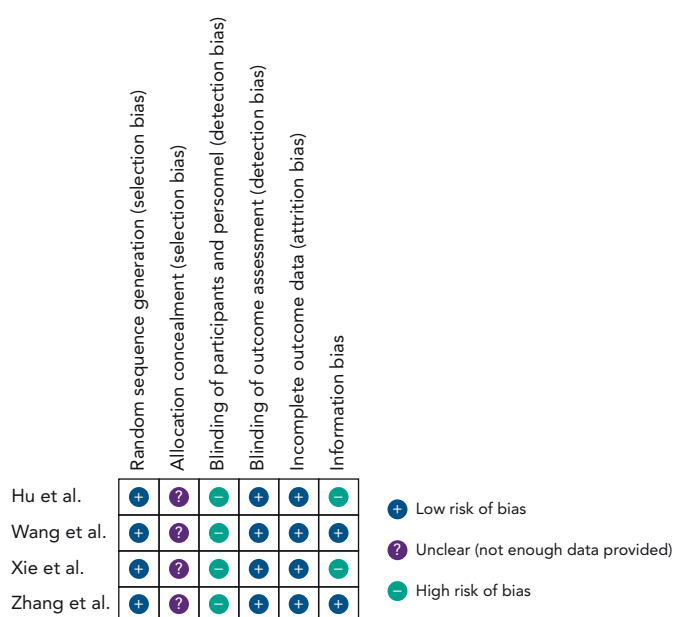 Random sequence generation (selection bias)
Allocation concealment (selection bias)
Blinding of participants and personnel (detection bias)
Blinding of outcome assessment (detection bias)
Incomplete outcome data (attrition bias)
Information bias
Hu et al. + ? − + + −
Wang et al. + ? − + + +
Xie et al. + ? − + + −
Zhang et al. + ? − + + +
+ Low risk of bias
? Unclear (not enough data provided)
− High risk of bias